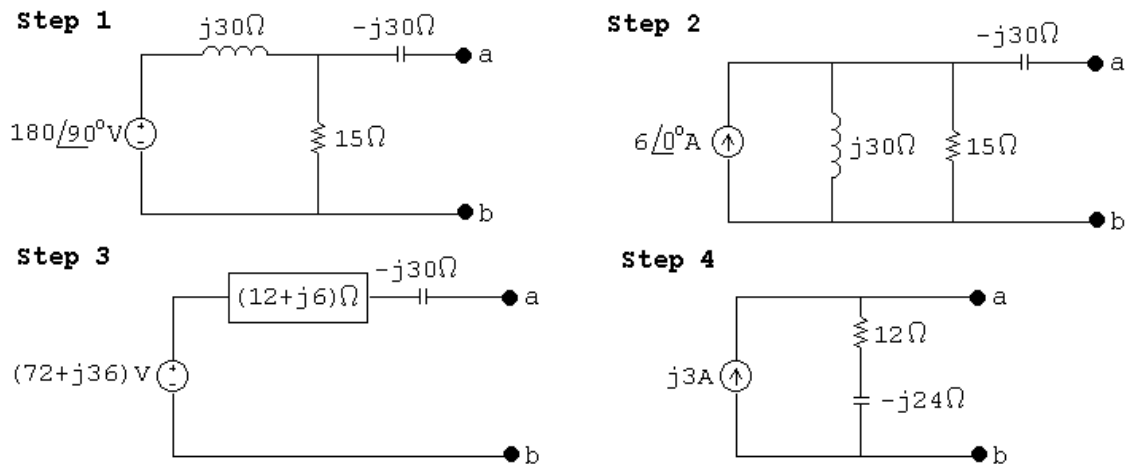 Step 1
j30Ω
-j30Ω
a
180/90°V
+
-
15Ω
b
Step 2
-j30Ω
a
6/0°A
j30Ω
15Ω
b
Step 3
-j30Ω
(12+j6)Ω
a
(72+j36)V
+
-
b
Step 4
a
12Ω
j3A
-j24Ω
b